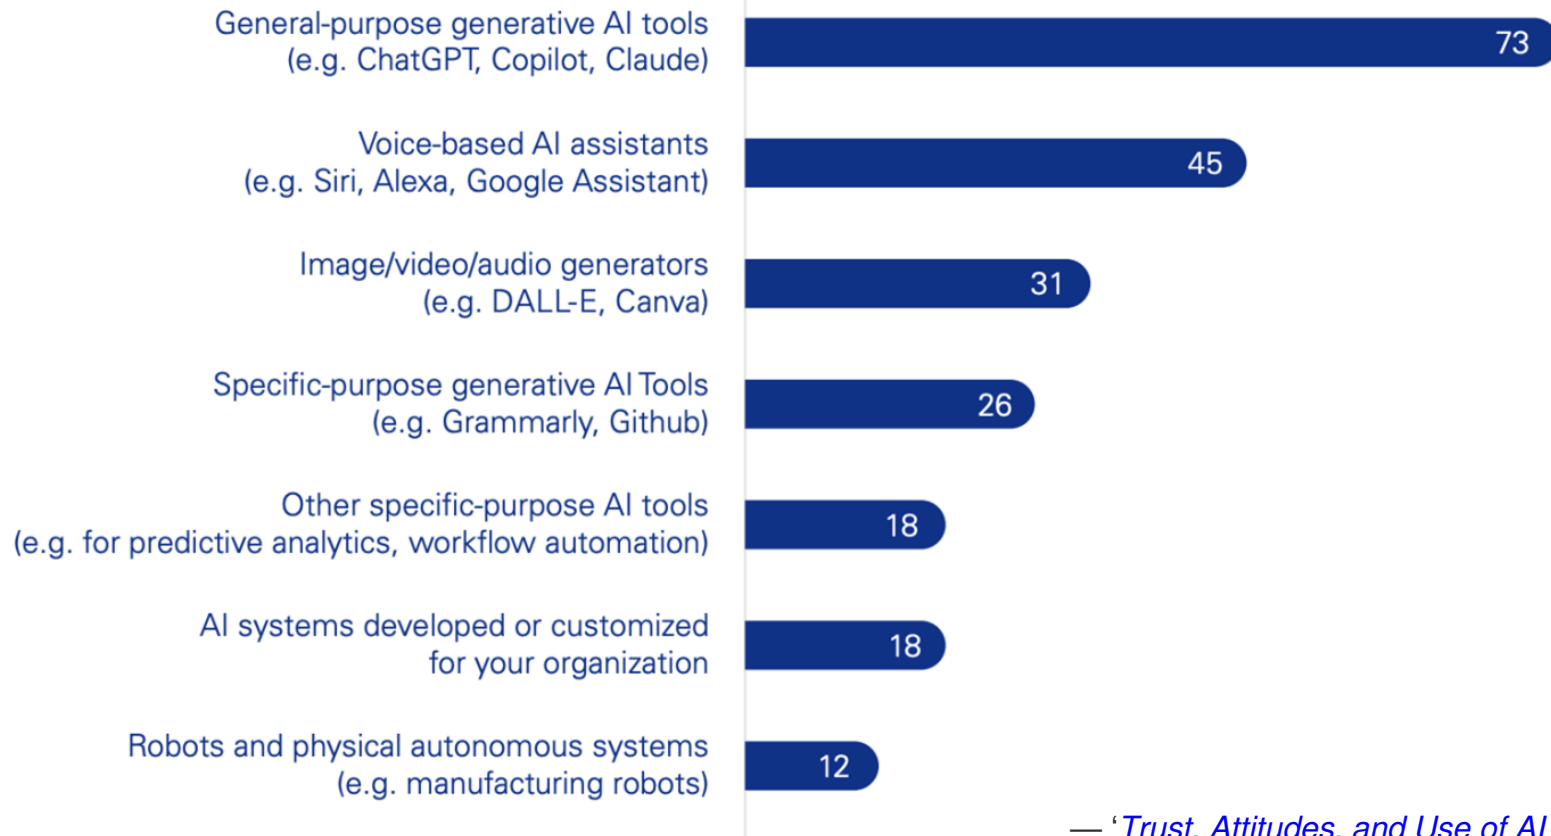 General-purpose generative AI tools
(e.g. ChatGPT, Copilot, Claude)
73
Voice-based AI assistants
(e.g. Siri, Alexa, Google Assistant)
45
Image/video/audio generators
(e.g. DALL-E, Canva)
31
Specific-purpose generative AI Tools
(e.g. Grammarly, Github)
26
Other specific-purpose AI tools
(e.g. for predictive analytics, workflow automation)
18
AI systems developed or customized
for your organization
18
Robots and physical autonomous systems
(e.g. manufacturing robots)
12
— ‘Trust, Attitudes, and Use of AI